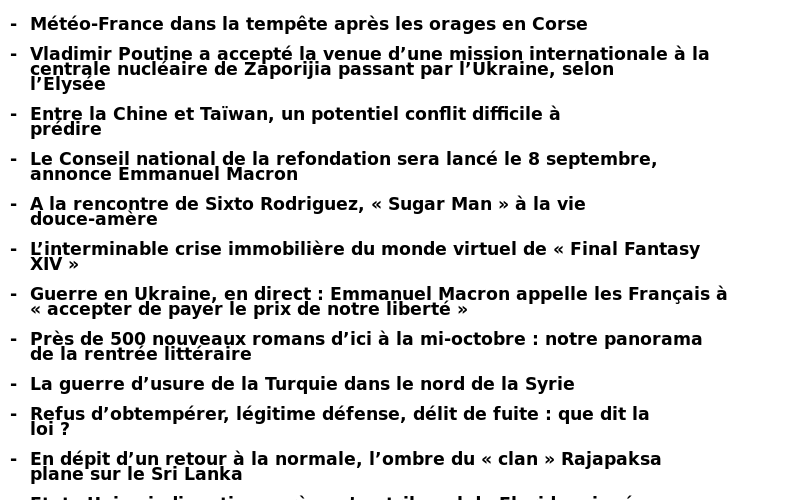 - Météo-France dans la tempête après les orages en Corse
- Vladimir Poutine a accepté la venue d’une mission internationale à la
centrale nucléaire de Zaporijia passant par l’Ukraine, selon
l’Elysée
- Entre la Chine et Taïwan, un potentiel conflit difficile à
prédire
- Le Conseil national de la refondation sera lancé le 8 septembre,
annonce Emmanuel Macron
- A la rencontre de Sixto Rodriguez, « Sugar Man » à la vie
douce-amère
- L’interminable crise immobilière du monde virtuel de « Final Fantasy
XIV »
- Guerre en Ukraine, en direct : Emmanuel Macron appelle les Français à
« accepter de payer le prix de notre liberté »
- Près de 500 nouveaux romans d’ici à la mi-octobre : notre panorama
de la rentrée littéraire
- La guerre d’usure de la Turquie dans le nord de la Syrie
- Refus d’obtempérer, légitime défense, délit de fuite : que dit la
loi ?
- En dépit d’un retour à la normale, l’ombre du « clan » Rajapaksa
plane sur le Sri Lanka